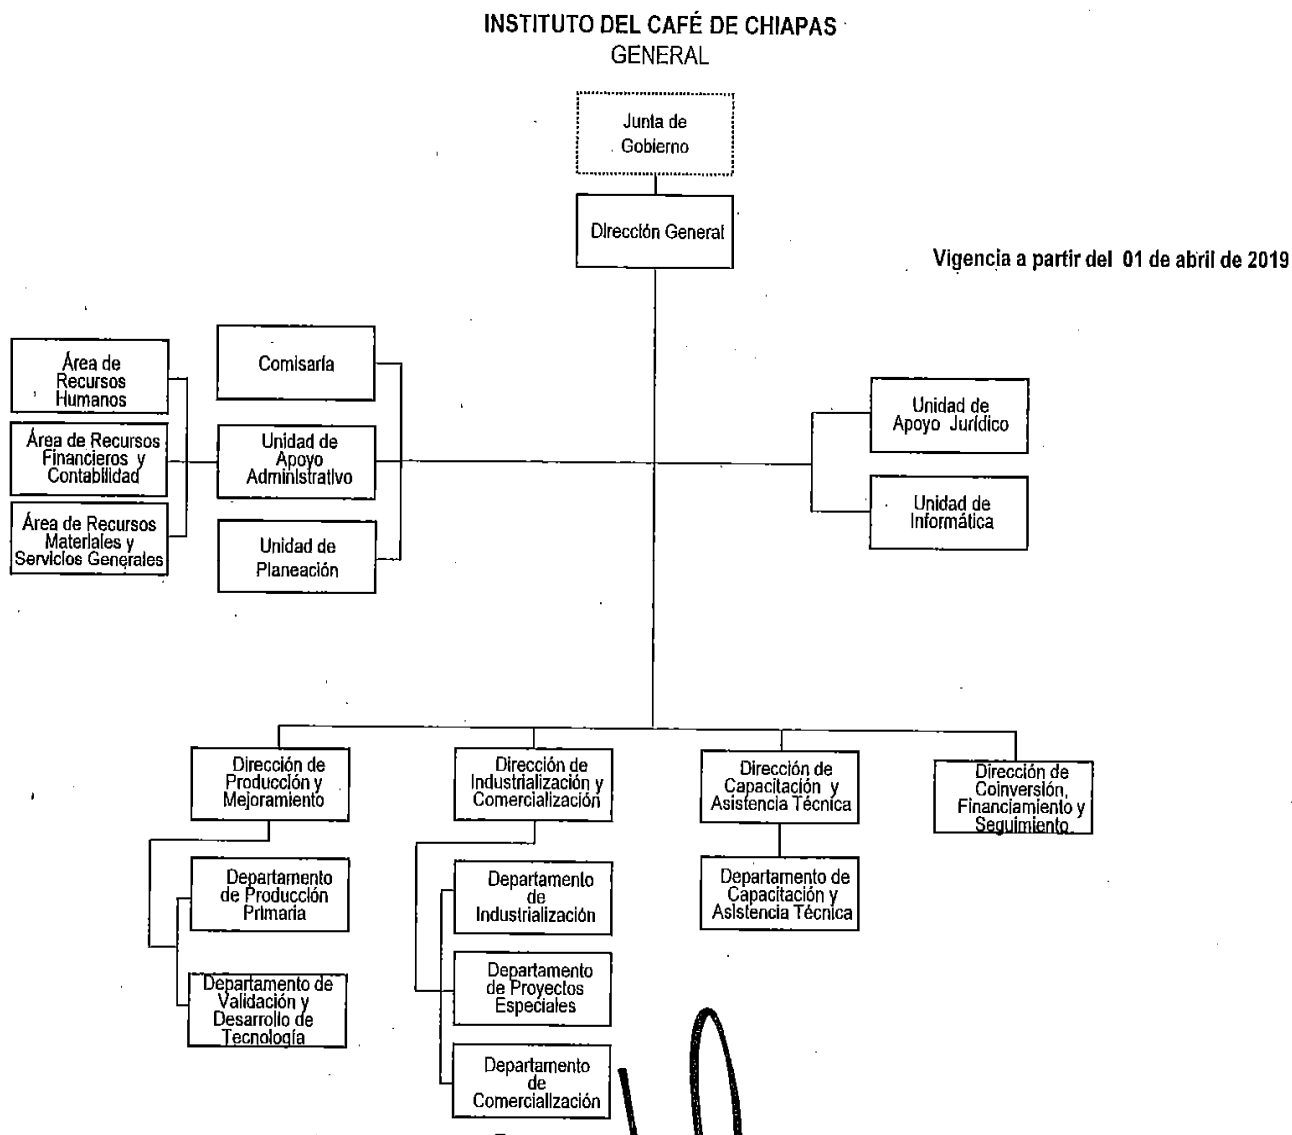 INSTITUTO DEL CAFÉ DE CHIAPAS
GENERAL
Junta de
Gobierno
Dirección General
Vigencia a partir del 01 de abril de 2019
Área de
Recursos
Humanos
Área de Recursos
Financieros y
Contabilidad
Área de Recursos
Materiales y
Servicios Generales
Comisaría
Unidad de
Apoyo
Administrativo
Unidad de
Planeación
Unidad de
Apoyo Jurídico
Unidad de
Informática
Dirección de
Producción y
Mejoramiento
Departamento
de Producción
Primaria
Departamento de
Validación y
Desarrollo de
Tecnología
Dirección de
Industrialización y
Comercialización
Departamento
de
Industrialización
Departamento
de Proyectos
Especiales
Departamento
de
Comercialización
Dirección de
Capacitación y
Asistencia Técnica
Departamento de
Capacitación y
Asistencia Técnica
Dirección de
Coinversión,
Financiamiento y
Seguimiento